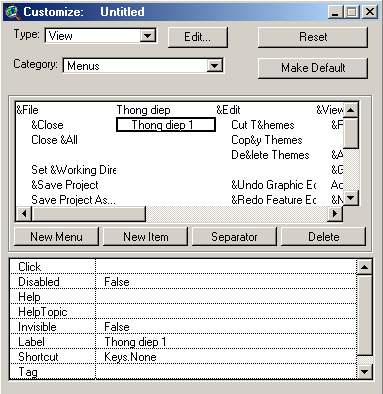 Customize: Untitled
Type: View Edit... Reset
Category: Menus Make Default
&File Thong diep &Edit &View
&Close Thong diep 1 Cut T&hemes &F
Close &All Cop&y Themes
De&lete Themes &A
Set &Working Dire &G
&Save Project &Undo Graphic Ec Ac
Save Project As... &Redo Feature Ec &N
New Menu New Item Separator Delete
Click
Disabled False
Help
HelpTopic
Invisible False
Label Thong diep 1
Shortcut Keys.None
Tag